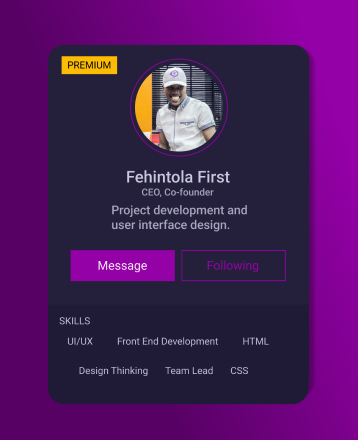 PREMIUM
Fehintola First
CEO, Co-founder
Project development and
user interface design.
Message
Following
SKILLS
UI/UX
Front End Development
HTML
Design Thinking
Team Lead
CSS